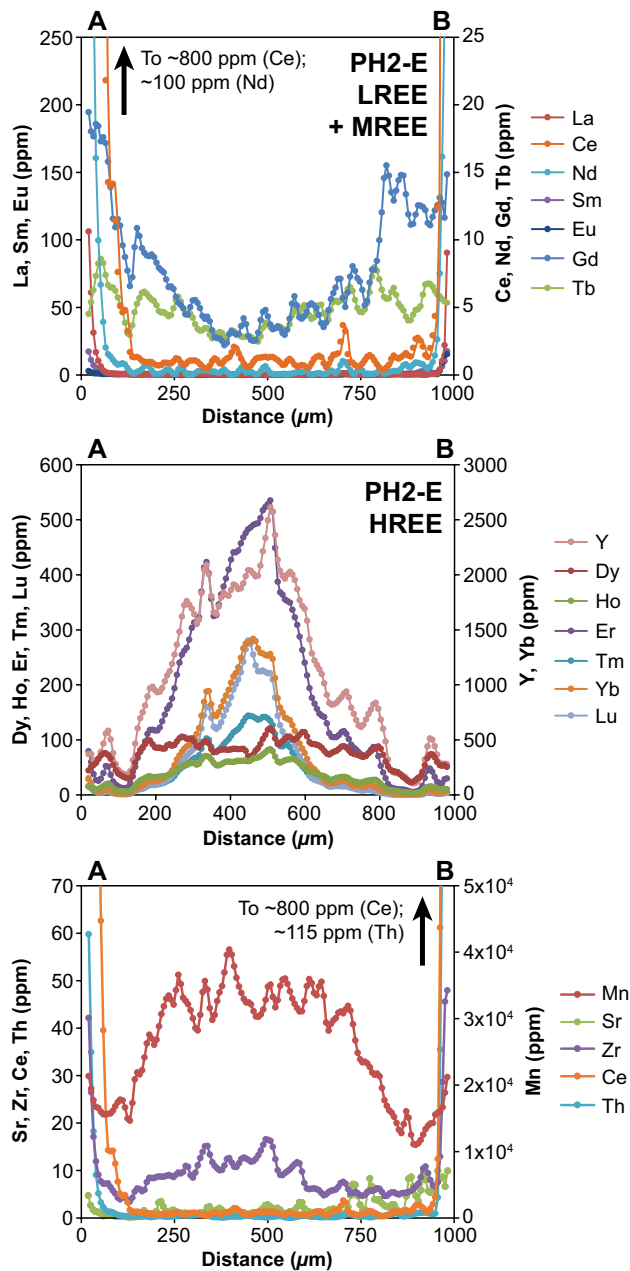 A
B
250
200
150
100
50
0
La, Sm, Eu (ppm)
To ~800 ppm (Ce);
~100 ppm (Nd)
PH2-E
LREE
+ MREE
25
20
15
10
5
0
Ce, Nd, Gd, Tb (ppm)
La
Ce
Nd
Sm
Eu
Gd
Tb
0
250
500
750
1000
Distance (µm)
A
B
600
500
400
300
200
100
0
Dy, Ho, Er, Tm, Lu (ppm)
PH2-E
HREE
3000
2500
2000
1500
1000
500
0
Y, Yb (ppm)
Y
Dy
Ho
Er
Tm
Yb
Lu
0
200
400
600
800
1000
Distance (µm)
A
B
70
60
50
40
30
20
10
0
Sr, Zr, Ce, Th (ppm)
To ~800 ppm (Ce);
~115 ppm (Th)
5x10⁴
4x10⁴
3x10⁴
2x10⁴
1x10⁴
0
Mn (ppm)
Mn
Sr
Zr
Ce
Th
0
250
500
750
1000
Distance (µm)